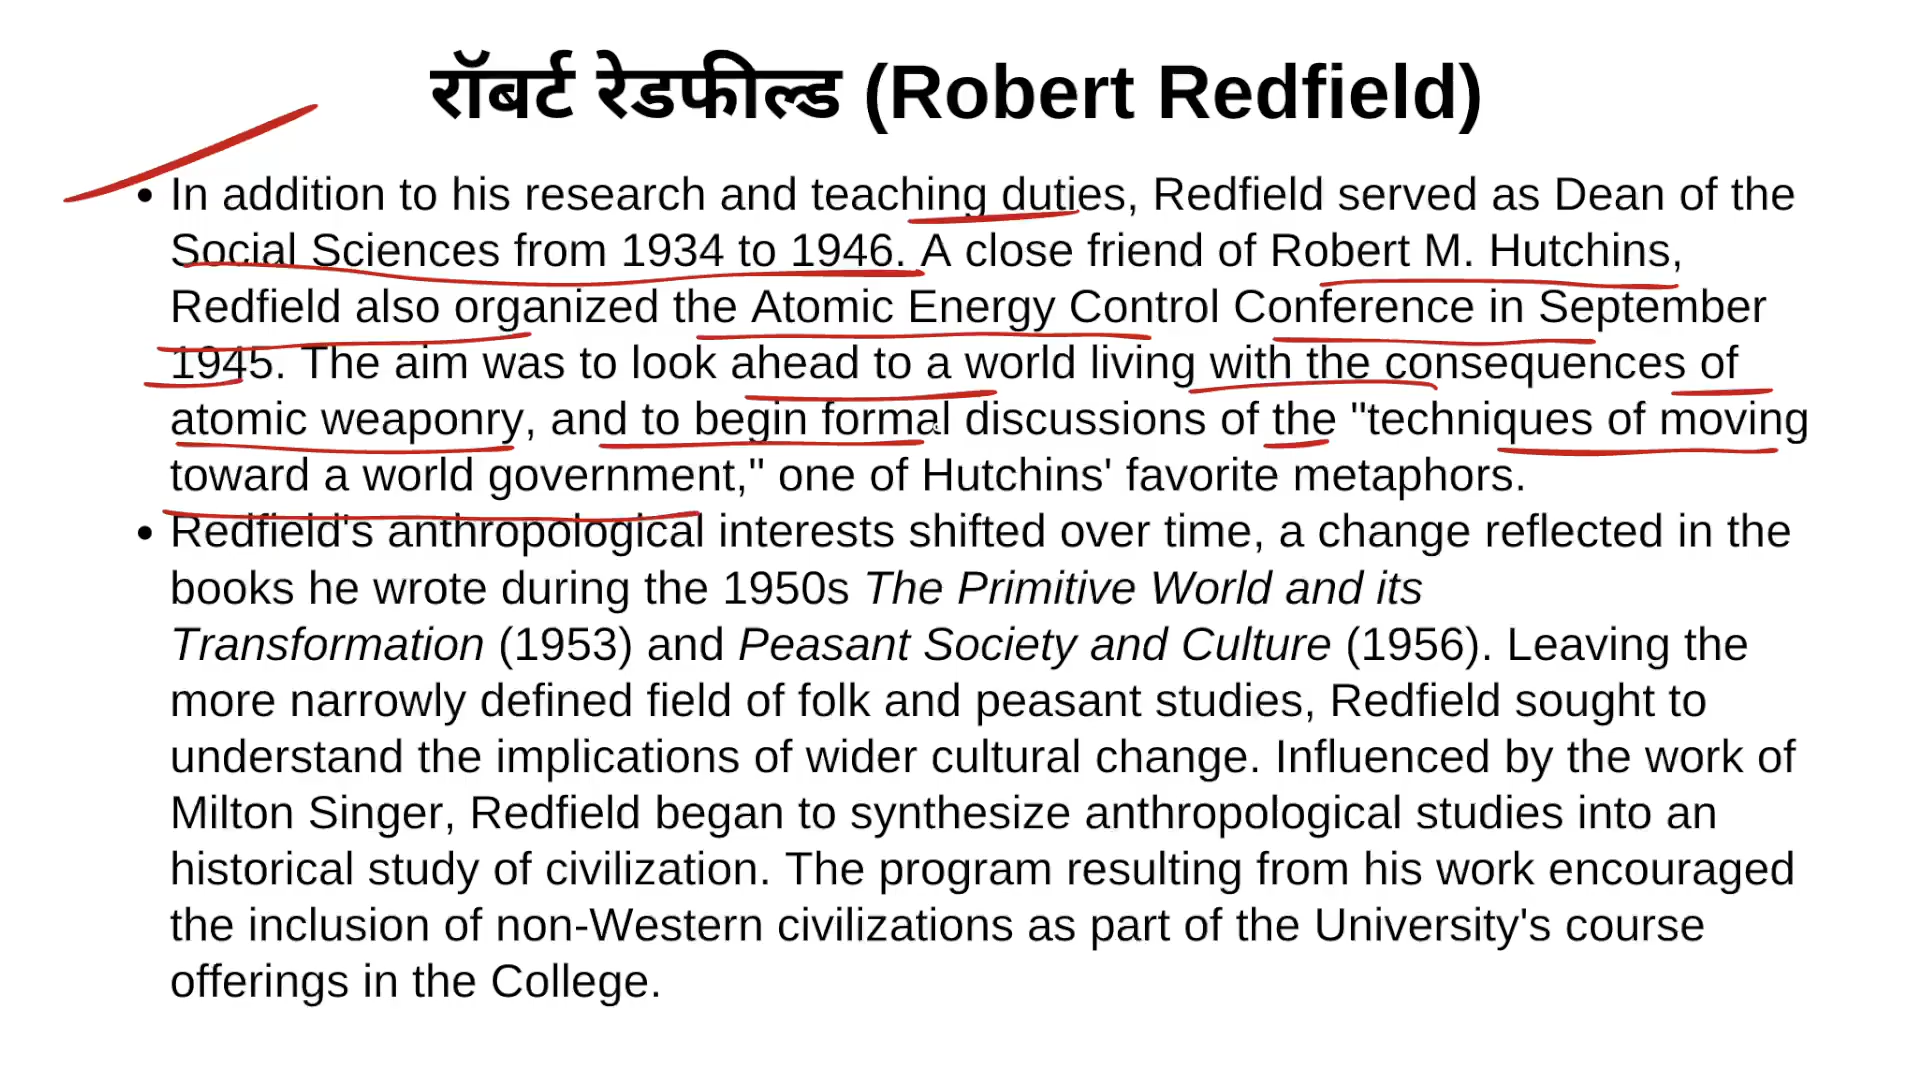 रॉबर्ट रेडफील्ड (Robert Redfield)
• In addition to his research and teaching duties, Redfield served as Dean of the
Social Sciences from 1934 to 1946. A close friend of Robert M. Hutchins,
Redfield also organized the Atomic Energy Control Conference in September
1945. The aim was to look ahead to a world living with the consequences of
atomic weaponry, and to begin formal discussions of the "techniques of moving
toward a world government," one of Hutchins' favorite metaphors.
• Redfield's anthropological interests shifted over time, a change reflected in the
books he wrote during the 1950s The Primitive World and its
Transformation (1953) and Peasant Society and Culture (1956). Leaving the
more narrowly defined field of folk and peasant studies, Redfield sought to
understand the implications of wider cultural change. Influenced by the work of
Milton Singer, Redfield began to synthesize anthropological studies into an
historical study of civilization. The program resulting from his work encouraged
the inclusion of non-Western civilizations as part of the University's course
offerings in the College.